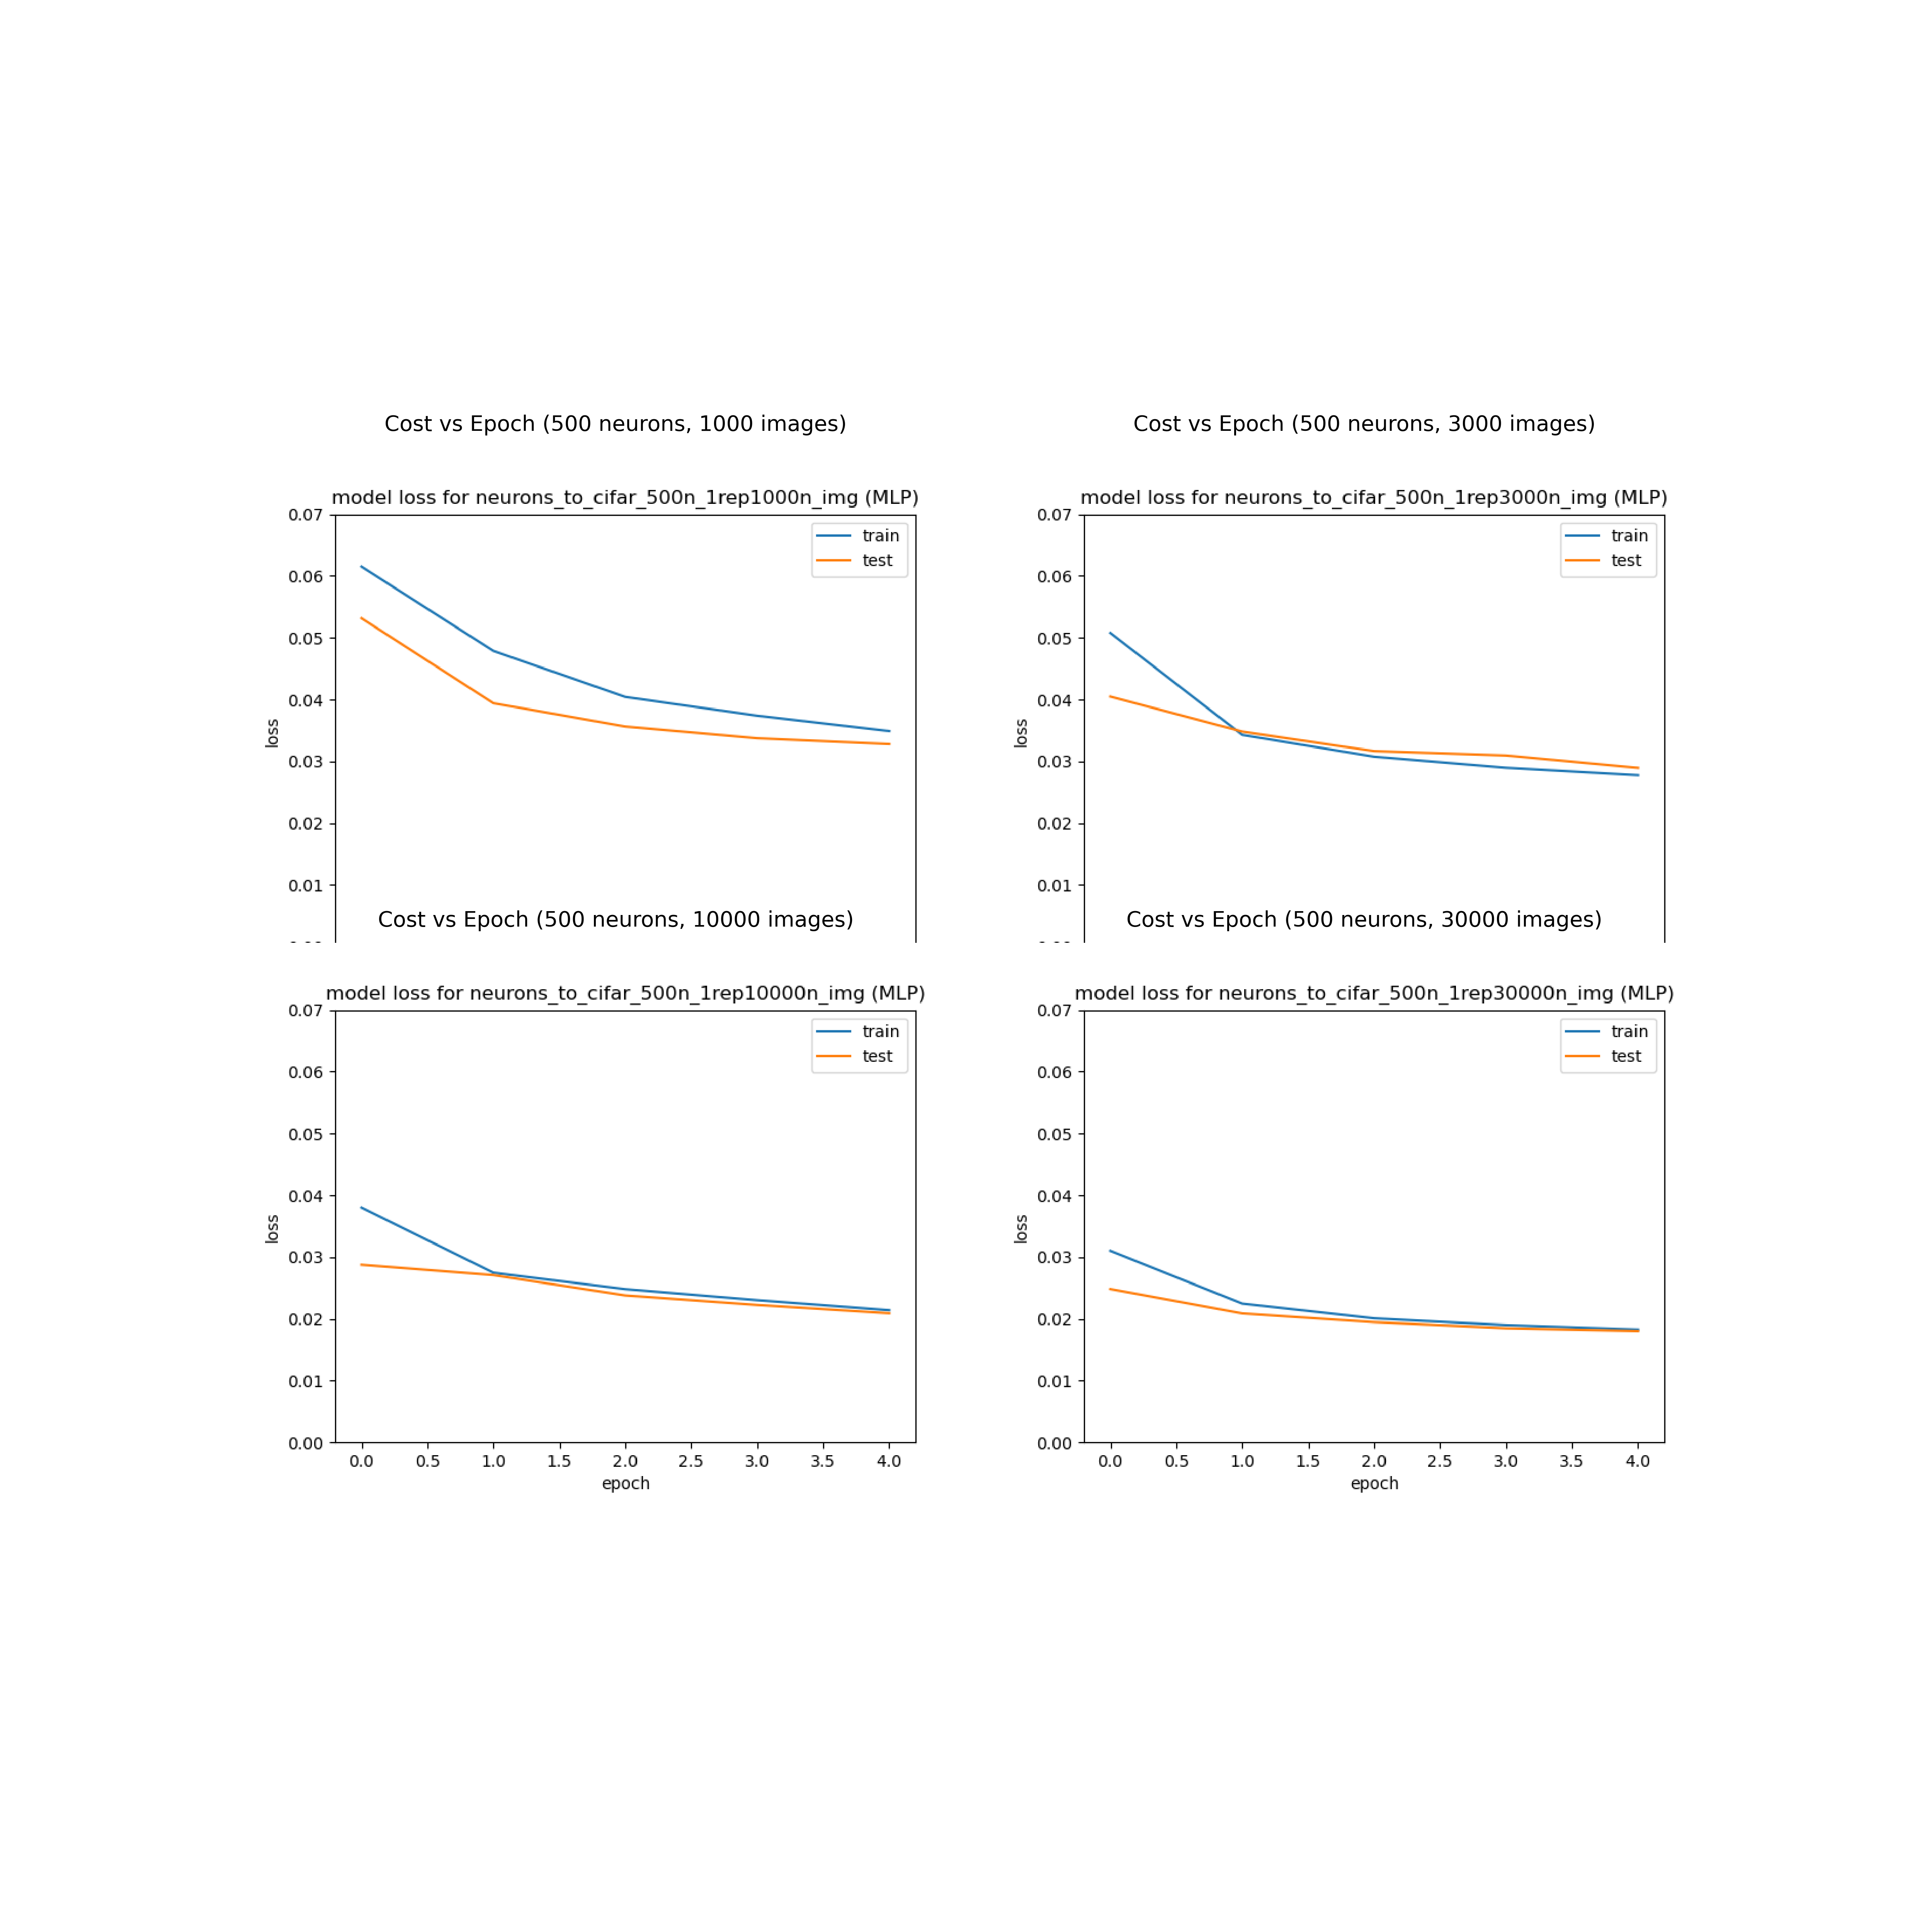 Cost vs Epoch (500 neurons, 1000 images)
model loss for neurons_to_cifar_500n_1rep1000n_img (MLP)
0.07
0.06
0.05
0.04
0.03
0.02
0.01
loss
train
test
Cost vs Epoch (500 neurons, 3000 images)
model loss for neurons_to_cifar_500n_1rep3000n_img (MLP)
0.07
0.06
0.05
0.04
0.03
0.02
0.01
loss
train
test
Cost vs Epoch (500 neurons, 10000 images)
model loss for neurons_to_cifar_500n_1rep10000n_img (MLP)
0.07
0.06
0.05
0.04
0.03
0.02
0.01
0.00
loss
train
test
0.0 0.5 1.0 1.5 2.0 2.5 3.0 3.5 4.0
epoch
Cost vs Epoch (500 neurons, 30000 images)
model loss for neurons_to_cifar_500n_1rep30000n_img (MLP)
0.07
0.06
0.05
0.04
0.03
0.02
0.01
0.00
loss
train
test
0.0 0.5 1.0 1.5 2.0 2.5 3.0 3.5 4.0
epoch